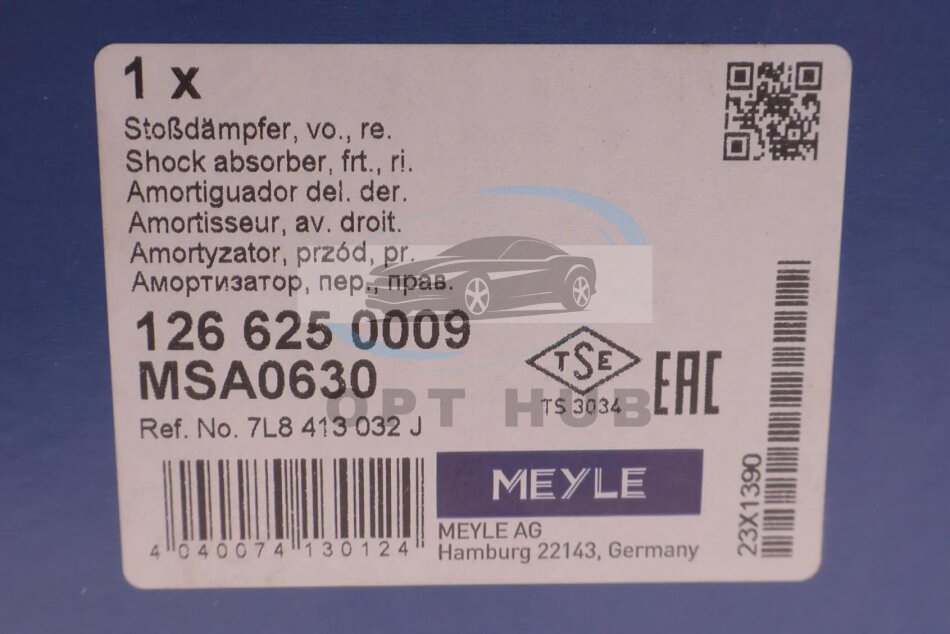 1 x
Stoßdämpfer, vo., re.
Shock absorber, frt., ri.
Amortiguador del. der.
Amortisseur, av. droit.
Amortyzator, przód, pr.
Амортизатор, пер., прав.
126 625 0009
MSA0630
Ref. No. 7L8 413 032 J
TSE
TS 3034
EAC
OPT HUB
MEYLE
MEYLE AG
Hamburg 22143, Germany
4 040074 130124
23X1390